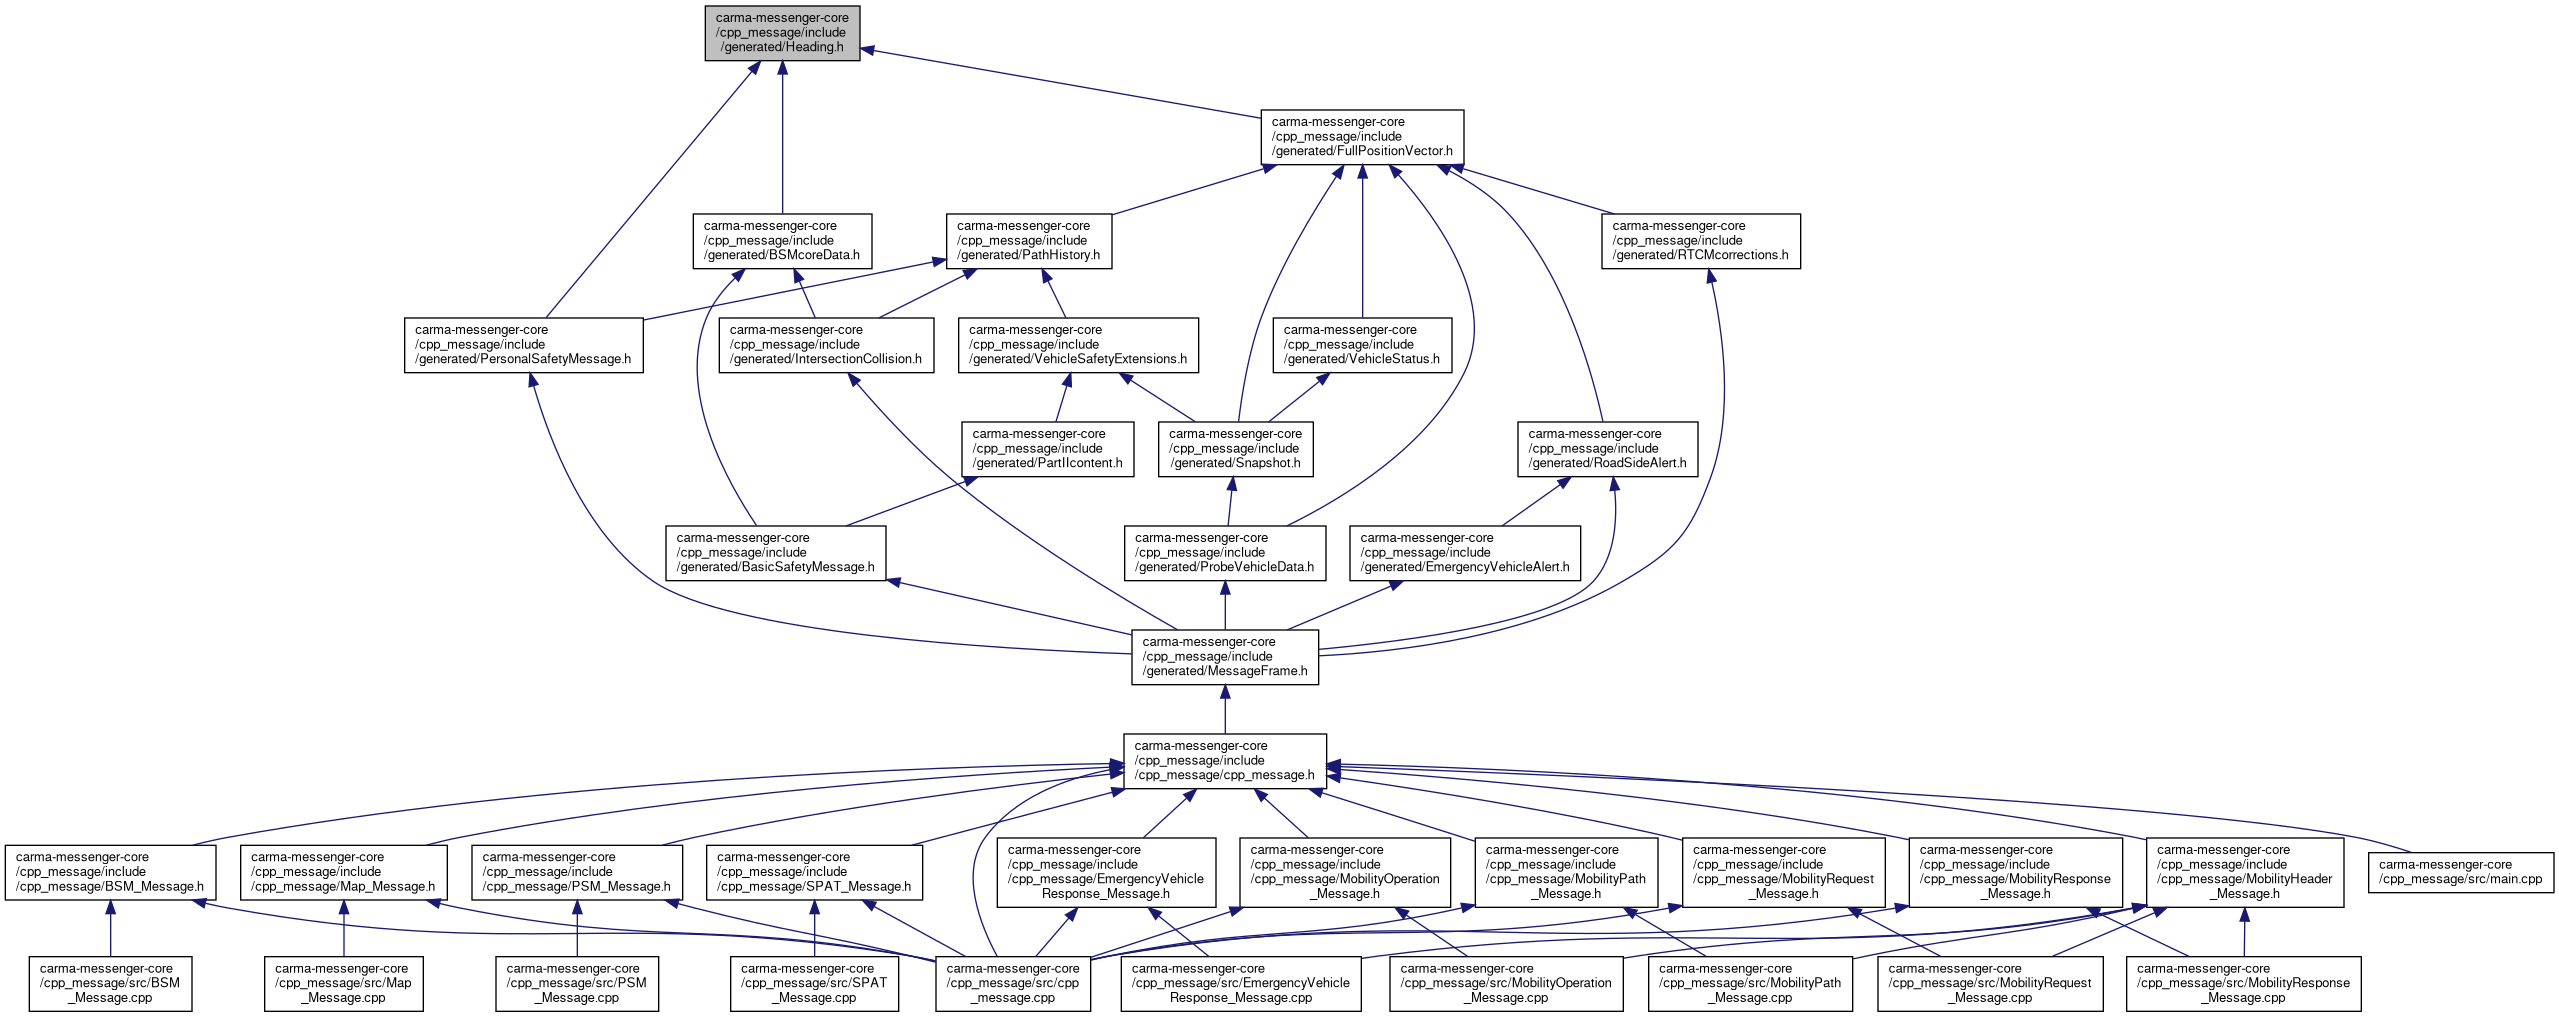 carma-messenger-core
/cpp_message/include
/generated/Heading.h
carma-messenger-core
/cpp_message/include
/generated/FullPositionVector.h
carma-messenger-core
/cpp_message/include
/generated/BSMcoreData.h
carma-messenger-core
/cpp_message/include
/generated/PathHistory.h
carma-messenger-core
/cpp_message/include
/generated/RTCMcorrections.h
carma-messenger-core
/cpp_message/include
/generated/PersonalSafetyMessage.h
carma-messenger-core
/cpp_message/include
/generated/IntersectionCollision.h
carma-messenger-core
/cpp_message/include
/generated/VehicleSafetyExtensions.h
carma-messenger-core
/cpp_message/include
/generated/VehicleStatus.h
carma-messenger-core
/cpp_message/include
/generated/PartIIcontent.h
carma-messenger-core
/cpp_message/include
/generated/Snapshot.h
carma-messenger-core
/cpp_message/include
/generated/RoadSideAlert.h
carma-messenger-core
/cpp_message/include
/generated/BasicSafetyMessage.h
carma-messenger-core
/cpp_message/include
/generated/ProbeVehicleData.h
carma-messenger-core
/cpp_message/include
/generated/EmergencyVehicleAlert.h
carma-messenger-core
/cpp_message/include
/generated/MessageFrame.h
carma-messenger-core
/cpp_message/include
/cpp_message/cpp_message.h
carma-messenger-core
/cpp_message/include
/cpp_message/BSM_Message.h
carma-messenger-core
/cpp_message/include
/cpp_message/Map_Message.h
carma-messenger-core
/cpp_message/include
/cpp_message/PSM_Message.h
carma-messenger-core
/cpp_message/include
/cpp_message/SPAT_Message.h
carma-messenger-core
/cpp_message/include
/cpp_message/EmergencyVehicle
Response_Message.h
carma-messenger-core
/cpp_message/include
/cpp_message/MobilityOperation
_Message.h
carma-messenger-core
/cpp_message/include
/cpp_message/MobilityPath
_Message.h
carma-messenger-core
/cpp_message/include
/cpp_message/MobilityRequest
_Message.h
carma-messenger-core
/cpp_message/include
/cpp_message/MobilityResponse
_Message.h
carma-messenger-core
/cpp_message/include
/cpp_message/MobilityHeader
_Message.h
carma-messenger-core
/cpp_message/src/main.cpp
carma-messenger-core
/cpp_message/src/BSM
_Message.cpp
carma-messenger-core
/cpp_message/src/Map
_Message.cpp
carma-messenger-core
/cpp_message/src/PSM
_Message.cpp
carma-messenger-core
/cpp_message/src/SPAT
_Message.cpp
carma-messenger-core
/cpp_message/src/cpp
_message.cpp
carma-messenger-core
/cpp_message/src/EmergencyVehicle
Response_Message.cpp
carma-messenger-core
/cpp_message/src/MobilityOperation
_Message.cpp
carma-messenger-core
/cpp_message/src/MobilityPath
_Message.cpp
carma-messenger-core
/cpp_message/src/MobilityRequest
_Message.cpp
carma-messenger-core
/cpp_message/src/MobilityResponse
_Message.cpp